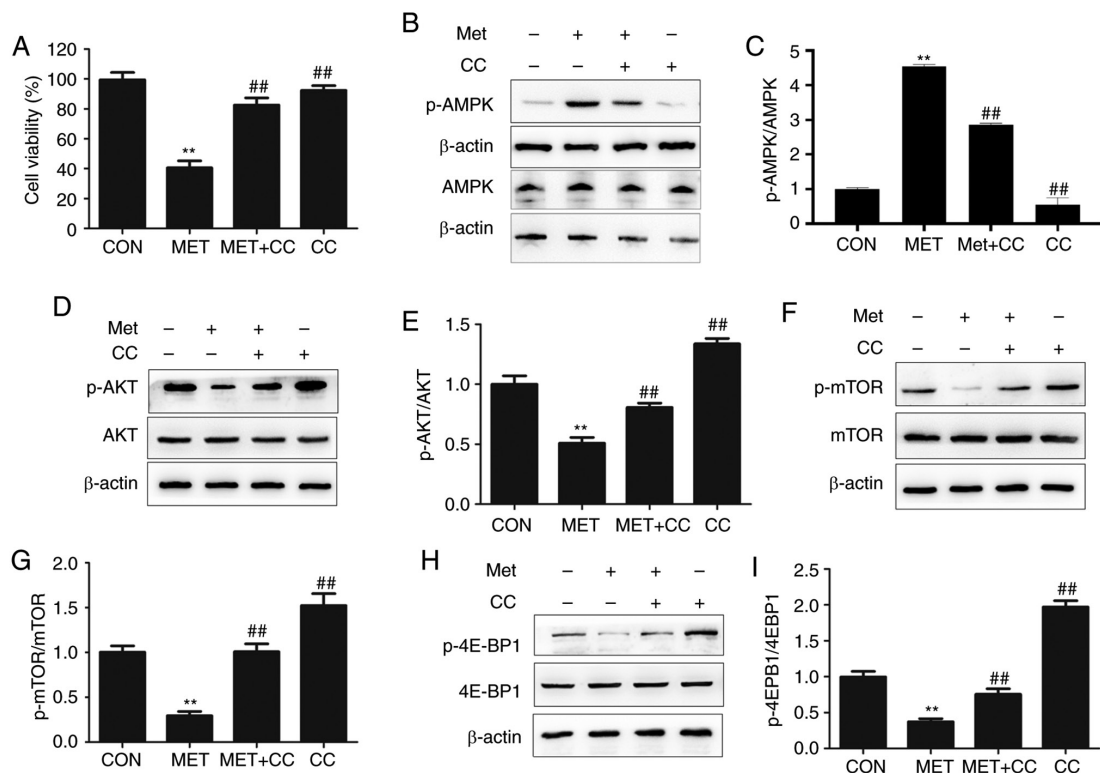 A
Cell viability (%)
120
100
80
60
40
20
0
**
##
##
CON MET MET+CC CC
B
Met – + + –
CC – – + +
p-AMPK
β-actin
AMPK
β-actin
C
p-AMPK/AMPK
5
4
3
2
1
0
**
##
##
CON MET Met+CC CC
D
Met – + + –
CC – – + +
p-AKT
AKT
β-actin
E
p-AKT/AKT
1.5
1.0
0.5
0.0
**
##
##
CON MET MET+CC CC
F
Met – + + –
CC – – + +
p-mTOR
mTOR
β-actin
G
p-mTOR/mTOR
2.0
1.5
1.0
0.5
0.0
**
##
##
CON MET MET+CC CC
H
Met – + + –
CC – – + +
p-4E-BP1
4E-BP1
β-actin
I
p-4EPB1/4EBP1
2.5
2.0
1.5
1.0
0.5
0.0
**
##
##
CON MET MET+CC CC